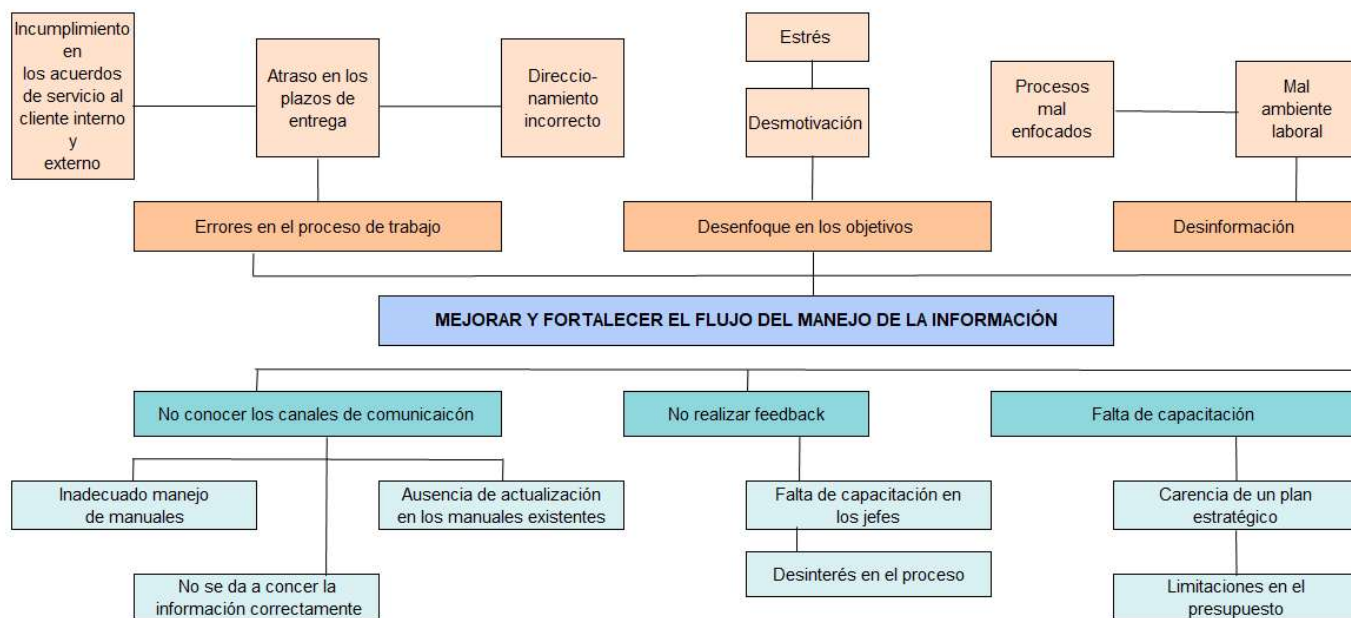 Incumplimiento
en
los acuerdos
de servicio al
cliente interno
y
externo
Atraso en los
plazos de
entrega
Direccio-
namiento
incorrecto
Estrés
Desmotivación
Procesos
mal
enfocados
Mal
ambiente
laboral
Errores en el proceso de trabajo
Desenfoque en los objetivos
Desinformación
MEJORAR Y FORTALECER EL FLUJO DEL MANEJO DE LA INFORMACIÓN
No conocer los canales de comunicaicón
No realizar feedback
Falta de capacitación
Inadecuado manejo
de manuales
Ausencia de actualización
en los manuales existentes
Falta de capacitación en
los jefes
Carencia de un plan
estratégico
No se da a concer la
información correctamente
Desinterés en el proceso
Limitaciones en el
presupuesto